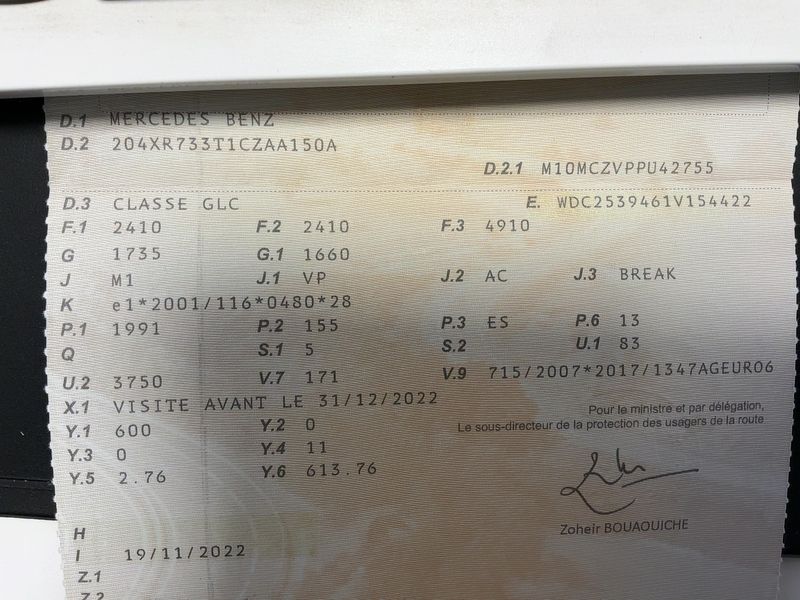 D.1 MERCEDES BENZ
D.2 204XR733T1CZAA150A
D.2.1 M10MCZVPPU42755
D.3 CLASSE GLC E. WDC2539461V154422
F.1 2410 F.2 2410 F.3 4910
G 1735 G.1 1660
J M1 J.1 VP J.2 AC J.3 BREAK
K e1*2001/116*0480*28
P.1 1991 P.2 155 P.3 ES P.6 13
Q S.1 5 S.2 U.1 83
U.2 3750 V.7 171 V.9 715/2007*2017/1347AGEURO6
X.1 VISITE AVANT LE 31/12/2022
Y.1 600 Y.2 0
Y.3 0 Y.4 11
Y.5 2.76 Y.6 613.76
Pour le ministre et par délégation,
Le sous-directeur de la protection des usagers de la route
Zoheir BOUAOUICHE
H
I 19/11/2022
Z.1
Z.2